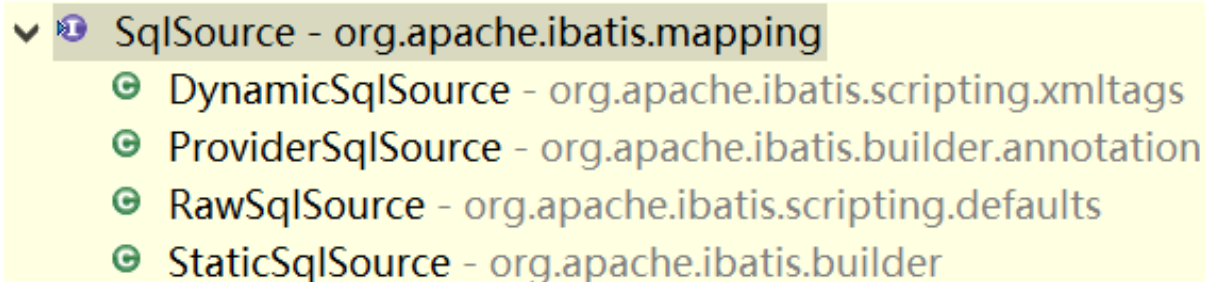 SqlSource - org.apache.ibatis.mapping
DynamicSqlSource - org.apache.ibatis.scripting.xmltags
ProviderSqlSource - org.apache.ibatis.builder.annotation
RawSqlSource - org.apache.ibatis.scripting.defaults
StaticSqlSource - org.apache.ibatis.builder